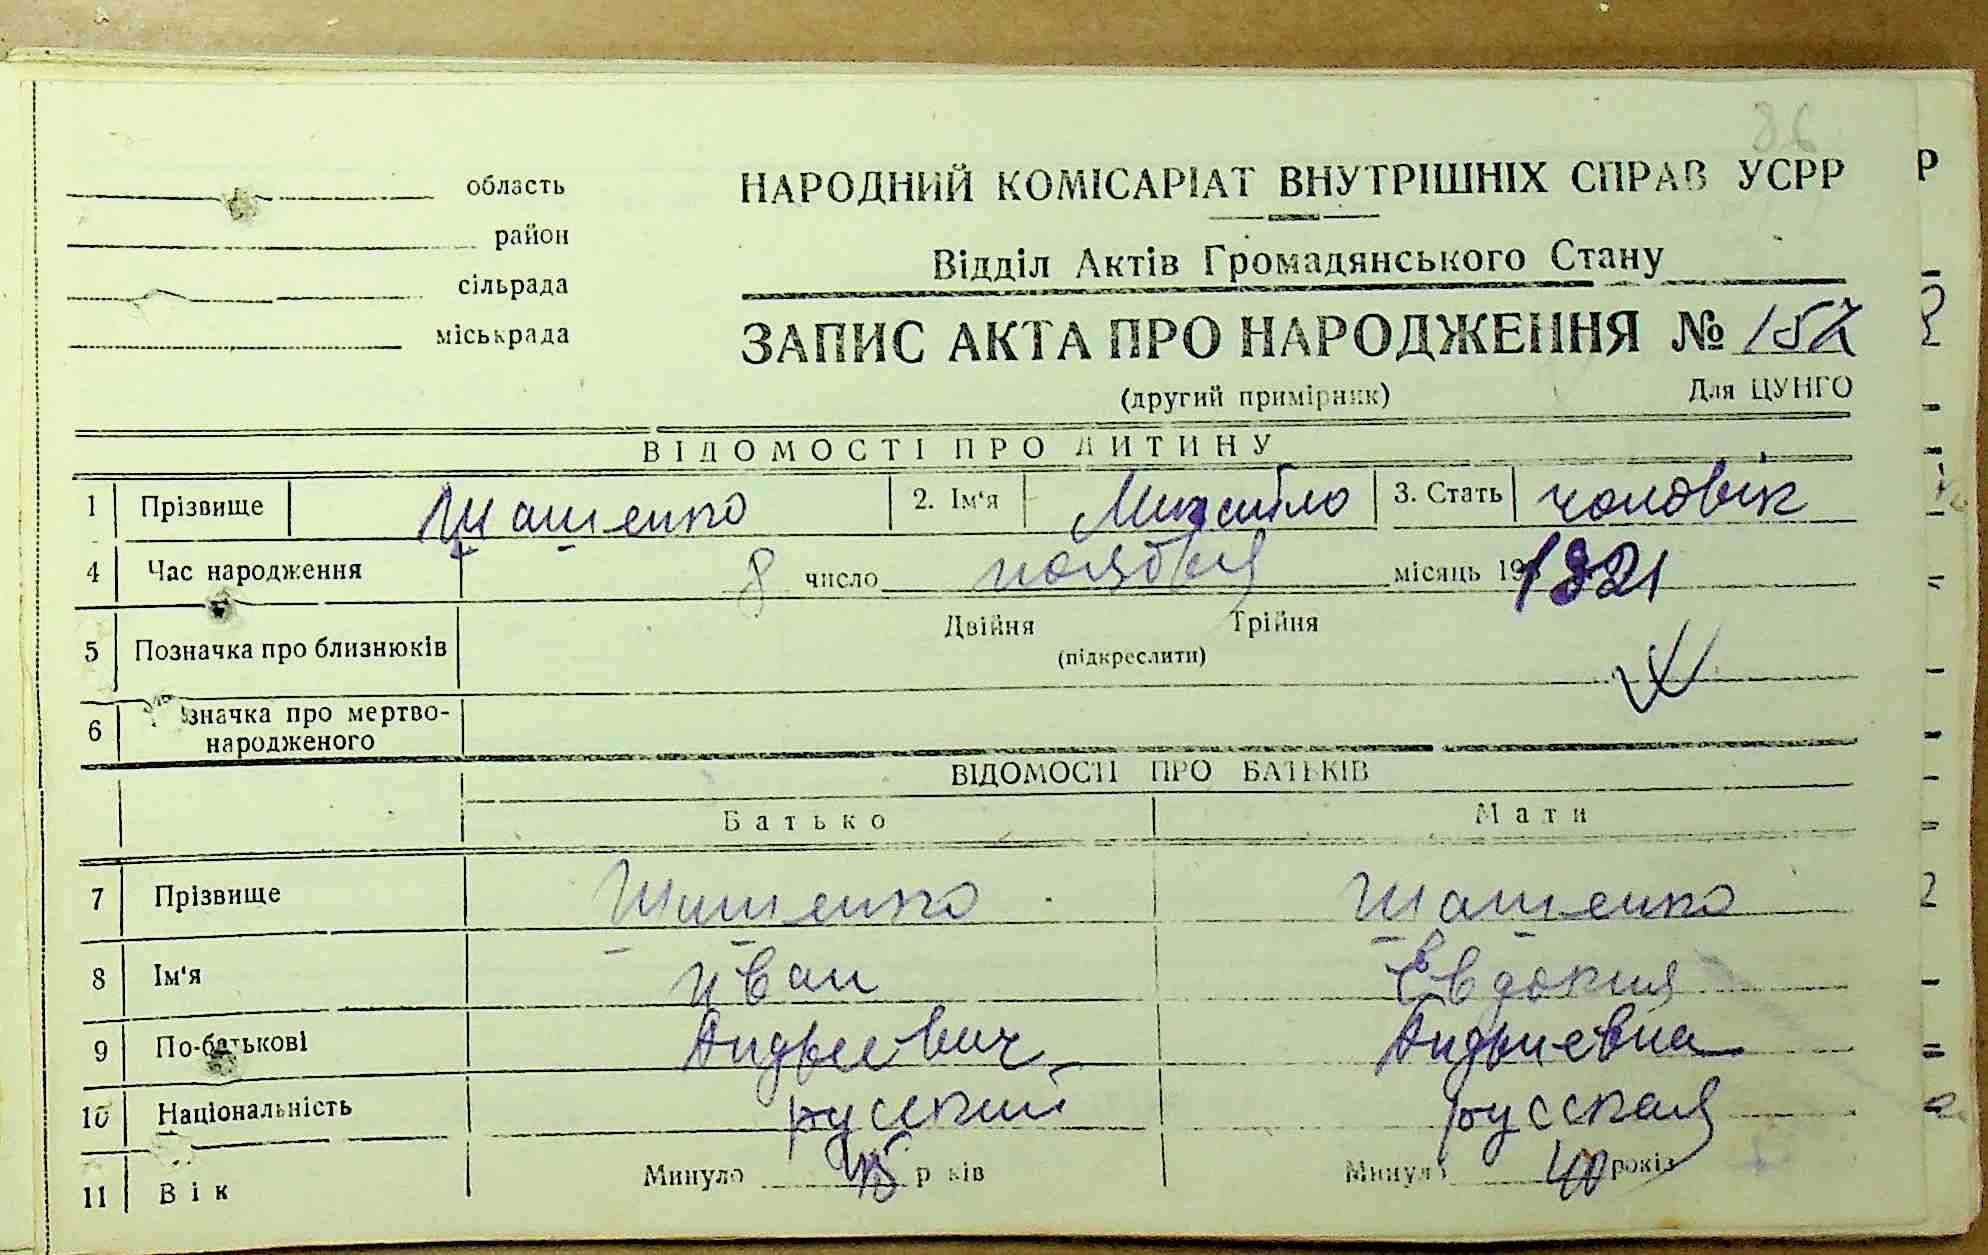 86
область
НАРОДНИЙ КОМІСАРІАТ ВНУТРІШНІХ СПРАВ УСРР
район
Відділ Актів Громадянського Стану
сільрада
міськрада
ЗАПИС АКТА ПРО НАРОДЖЕННЯ №
(другий примірник) Для ЦУНГО
ВІДОМОСТІ ПРО ДИТИНУ
1 Прізвище Шашенко 2. Ім'я Михайло 3. Стать чоловік
4 Час народження 8 число ноября місяць 19 1921
5 Позначка про близнюків Двійня Трійня
(підкреслити)
6 значка про мертво-
народженого
ВІДОМОСТІ ПРО БАТЬКІВ
Батько Мати
7 Прізвище Шашенко Шашенко
8 Ім'я Иван Евдокия
9 По-батькові Андреевич Андреевна
10 Національність русский русская
11 Вік Минуло 45 років Минуло 40 років